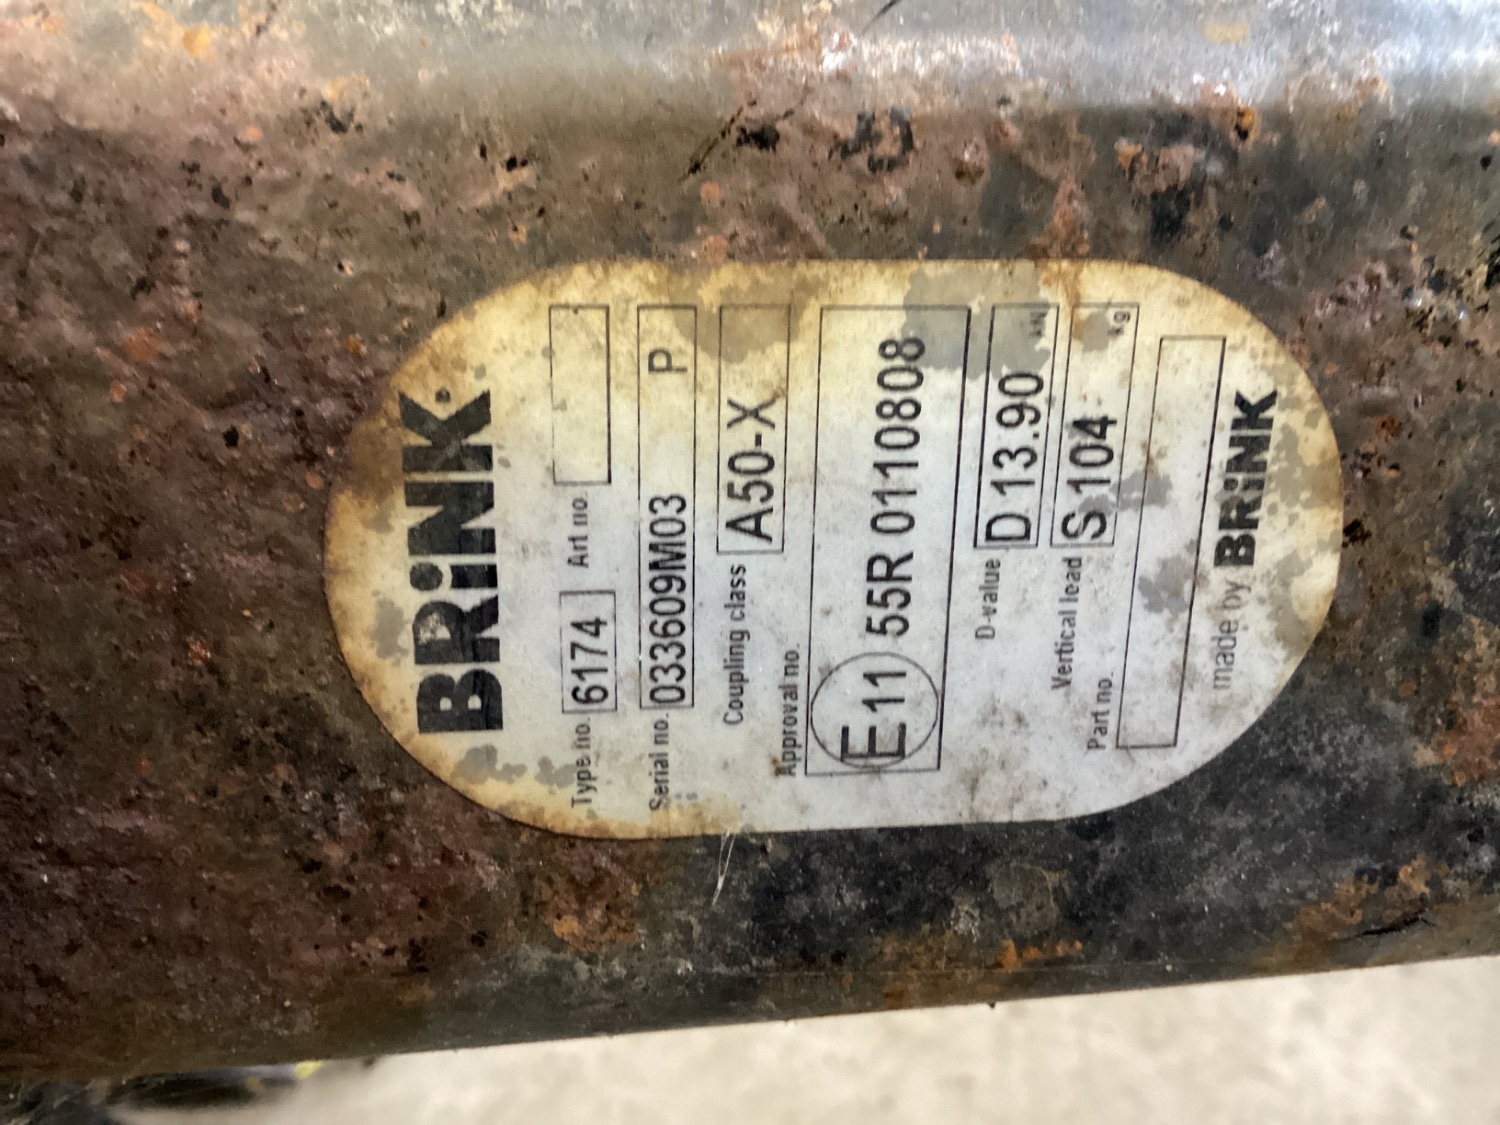 BRiNK.
Type no. 6174 Art no.
Serial no. 033609M03 P
Coupling class A50-X
Approval no.
E11 55R 0110808
D-value D 13.90 kN
Vertical load S 104 kg
Part no.
made by BRiNK